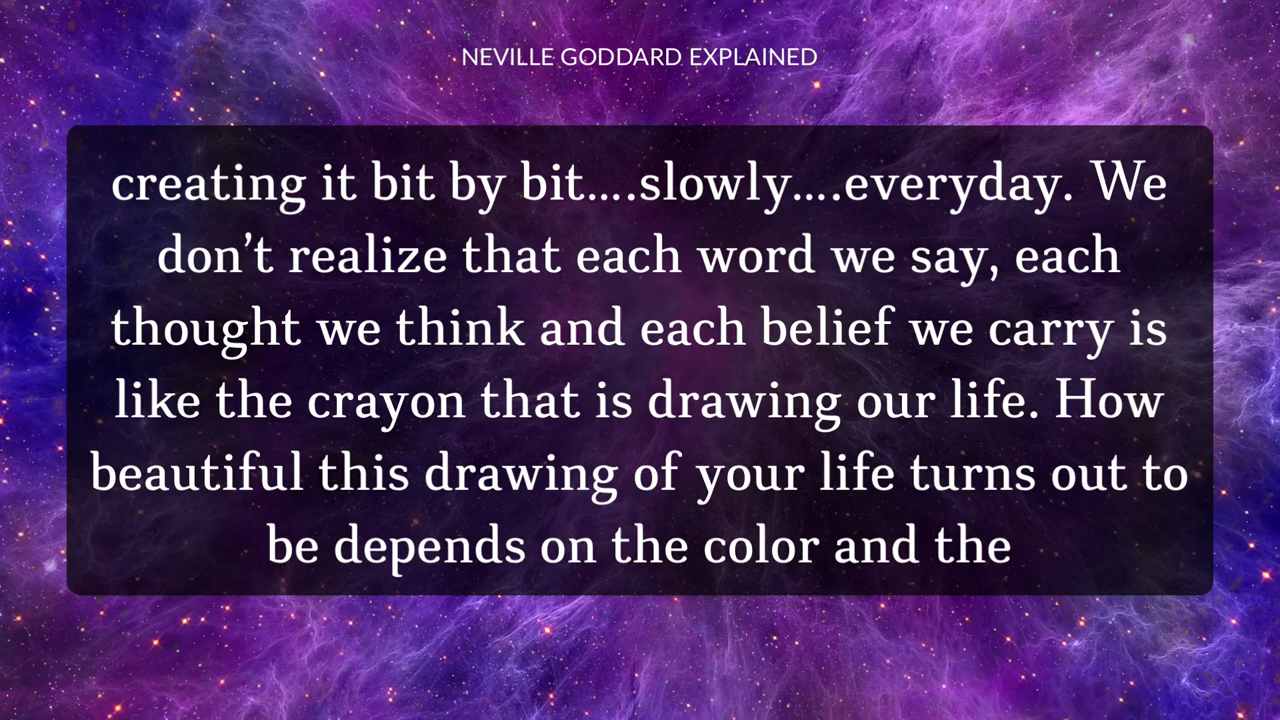 NEVILLE GODDARD EXPLAINED
creating it bit by bit....slowly....everyday. We
don’t realize that each word we say, each
thought we think and each belief we carry is
like the crayon that is drawing our life. How
beautiful this drawing of your life turns out to
be depends on the color and the